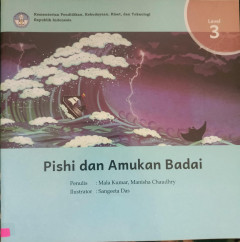 Kementerian Pendidikan, Kebudayaan, Riset, dan Teknologi
Republik Indonesia
Level
3
Pishi dan Amukan Badai
Penulis : Mala Kumar, Manisha Chaudhry
Ilustrator : Sangeeta Das